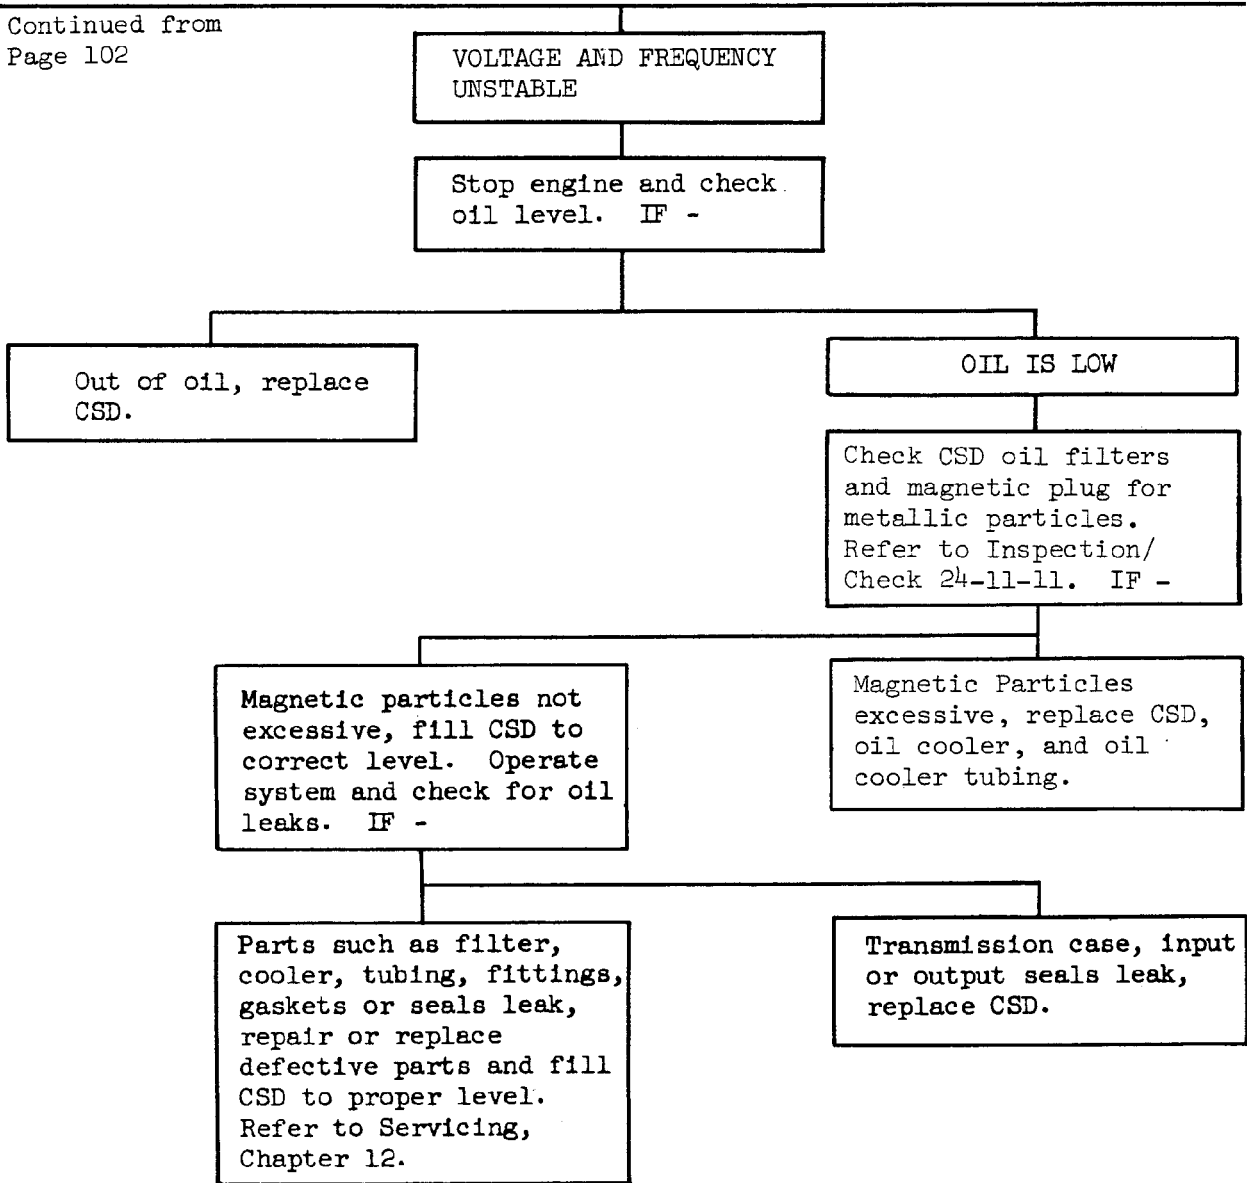 Continued from
Page 102
VOLTAGE AND FREQUENCY
UNSTABLE
Stop engine and check
oil level. IF -
Out of oil, replace
CSD.
OIL IS LOW
Check CSD oil filters
and magnetic plug for
metallic particles.
Refer to Inspection/
Check 24-11-11. IF -
Magnetic particles not
excessive, fill CSD to
correct level. Operate
system and check for oil
leaks. IF -
Magnetic Particles
excessive, replace CSD,
oil cooler, and oil
cooler tubing.
Parts such as filter,
cooler, tubing, fittings,
gaskets or seals leak,
repair or replace
defective parts and fill
CSD to proper level.
Refer to Servicing,
Chapter 12.
Transmission case, input
or output seals leak,
replace CSD.